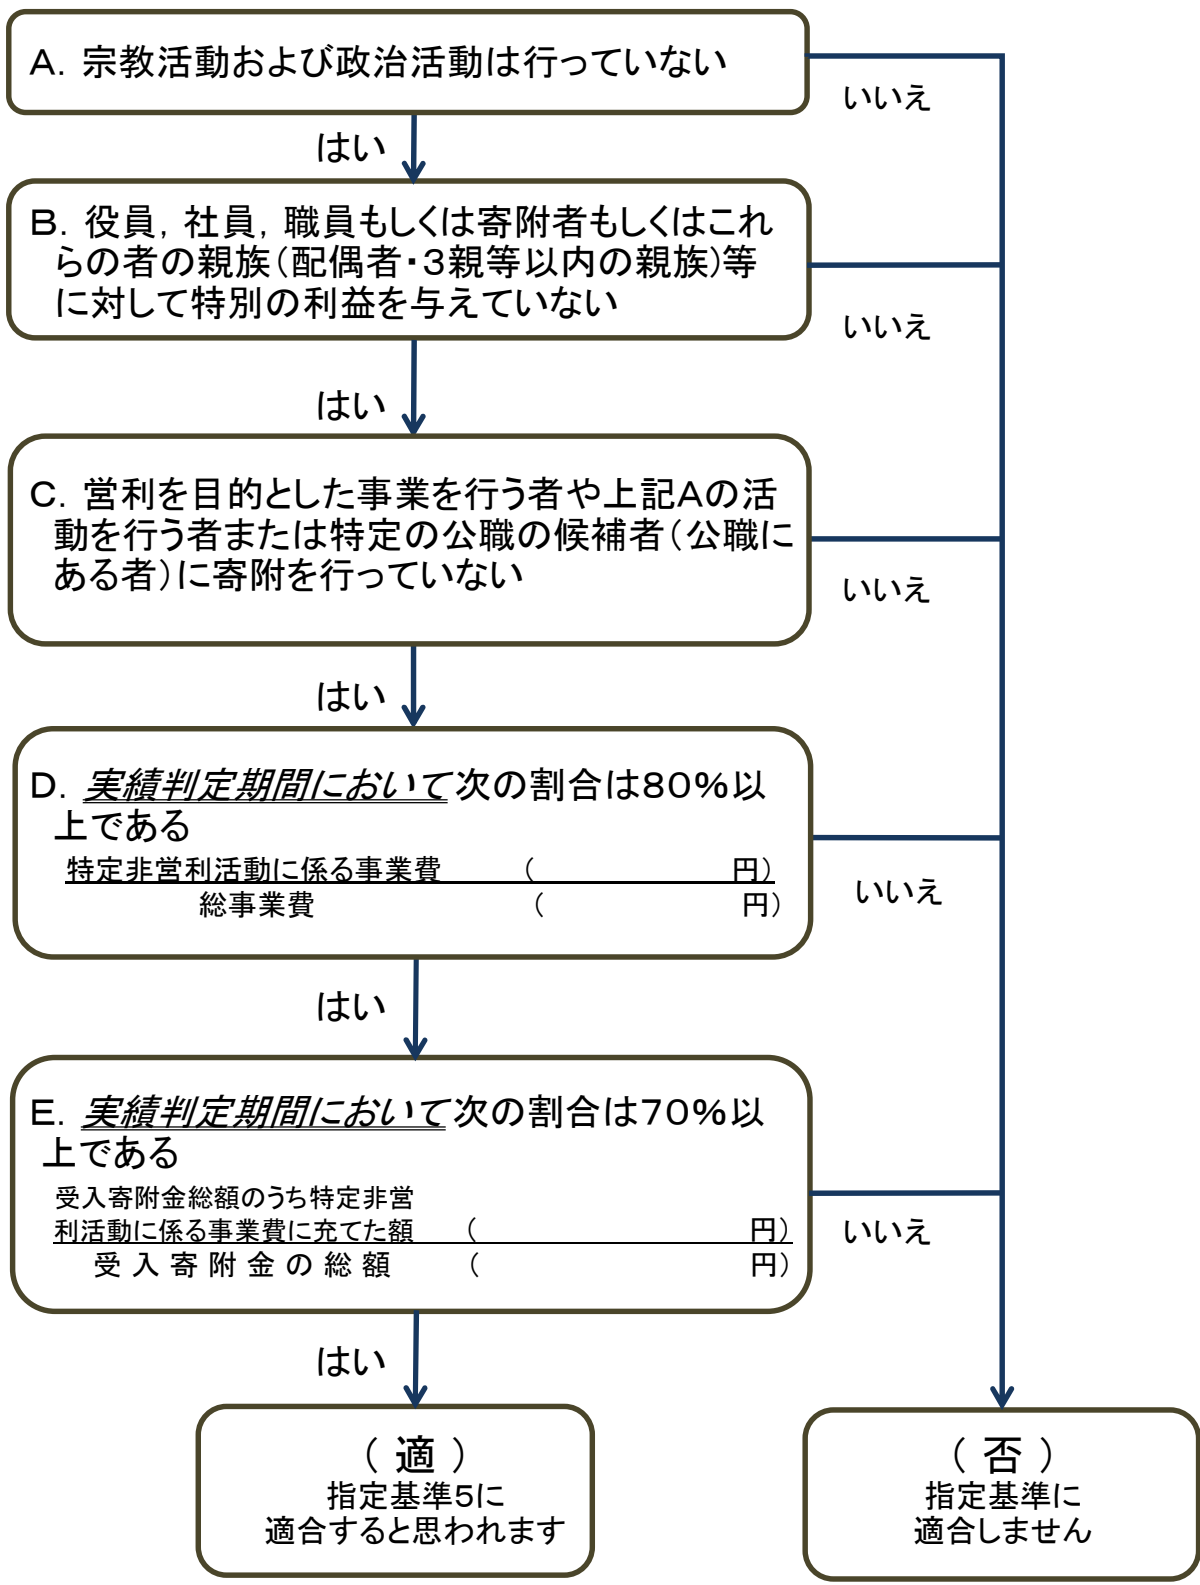 A. 宗教活動および政治活動は行っていない
いいえ
はい
B. 役員, 社員, 職員もしくは寄附者もしくはこれ
らの者の親族(配偶者・3親等以内の親族)等
に対して特別の利益を与えていない
いいえ
はい
C. 営利を目的とした事業を行う者や上記Aの活
動を行う者または特定の公職の候補者(公職に
ある者)に寄附を行っていない
いいえ
はい
D. 実績判定期間において次の割合は80%以
上である
特定非営利活動に係る事業費 ( 円)
総事業費 ( 円)
いいえ
はい
E. 実績判定期間において次の割合は70%以
上である
受入寄附金総額のうち特定非営
利活動に係る事業費に充てた額 ( 円)
受入寄附金の総額 ( 円)
いいえ
はい
( 適 )
指定基準5に
適合すると思われます
( 否 )
指定基準に
適合しません